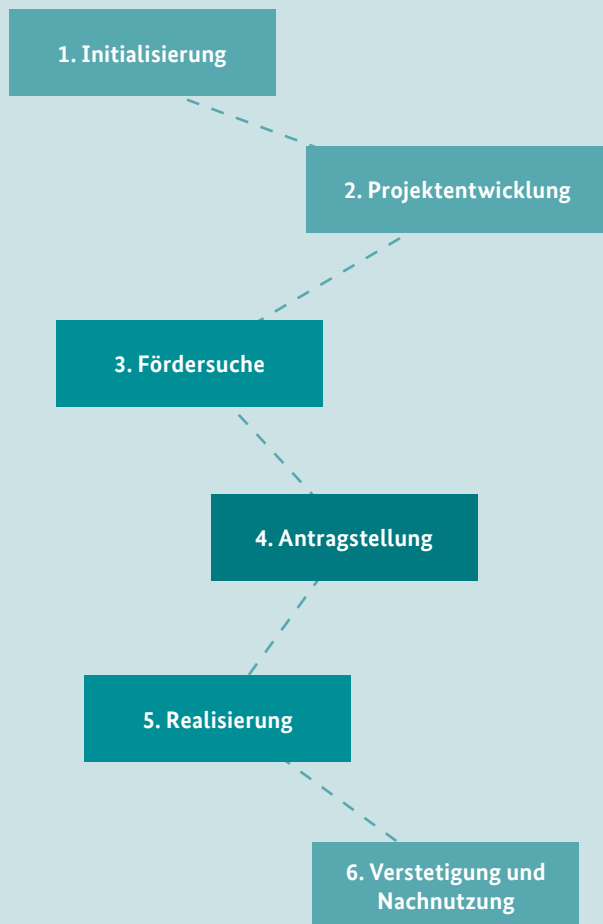 1. Initialisierung
2. Projektentwicklung
3. Fördersuche
4. Antragstellung
5. Realisierung
6. Verstetigung und
Nachnutzung